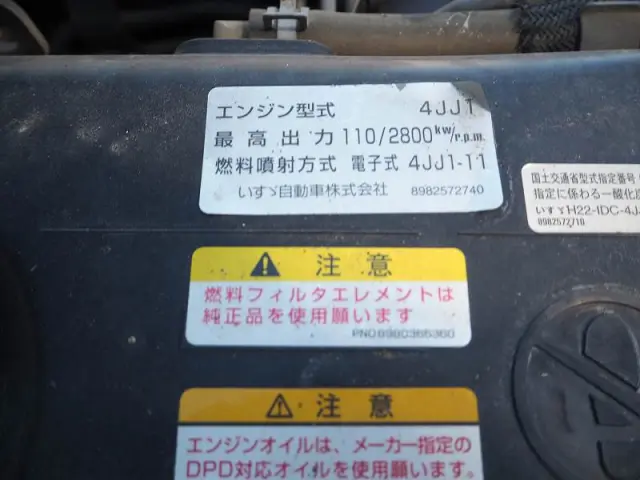 エンジン型式 4JJ1
最高出力 110/2800kw/r.p.m.
燃料噴射方式 電子式 4JJ1-T1
いすゞ自動車株式会社 8982572740
国土交通省型式指定番号
指定に係わる一酸化炭
いすゞH22-IDC-4J
8982572710
注意
燃料フィルタエレメントは
純正品を使用願います
PNO8980365360
注意
エンジンオイルは、メーカー指定の
DPD対応オイルを使用願います。